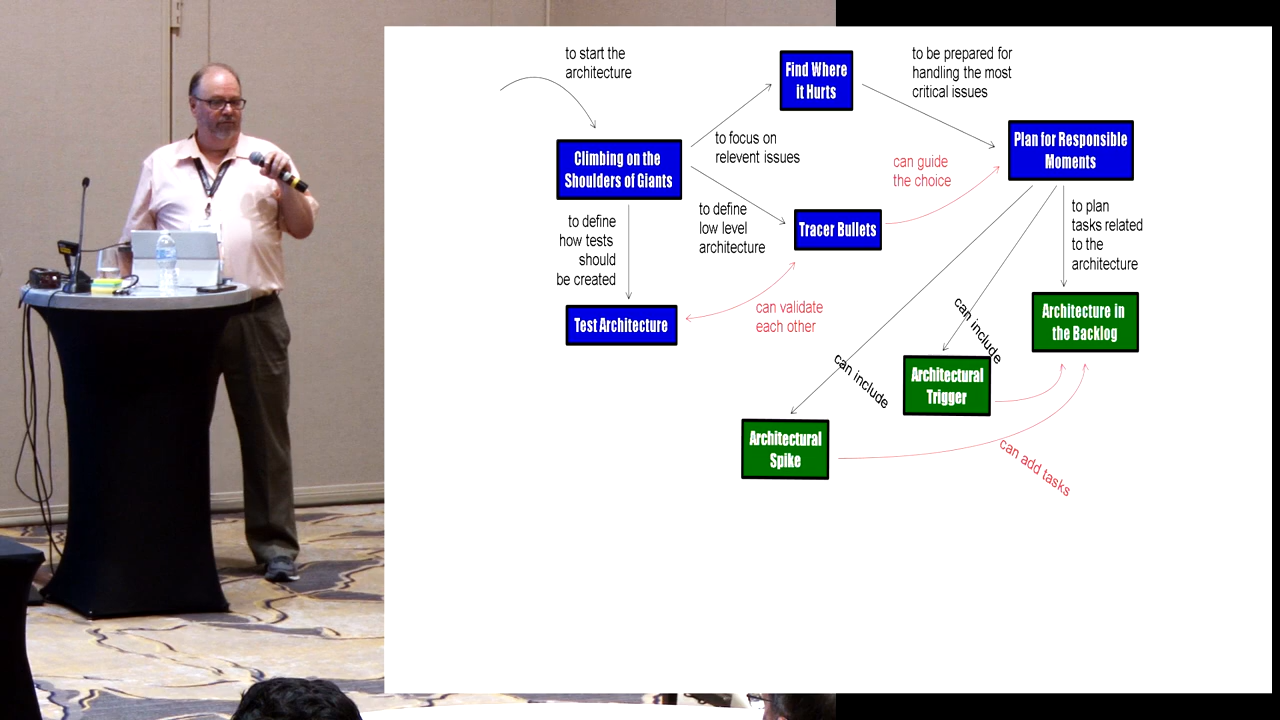 to start the
architecture
Find Where
it Hurts
to be prepared for
handling the most
critical issues
Climbing on the
Shoulders of Giants
to focus on
relevent issues
can guide
the choice
Plan for Responsible
Moments
to define
how tests
should
be created
to define
low level
architecture
Tracer Bullets
to plan
tasks related
to the
architecture
Test Architecture
can validate
each other
can include
can include
Architecture in
the Backlog
Architectural
Trigger
Architectural
Spike
can add tasks